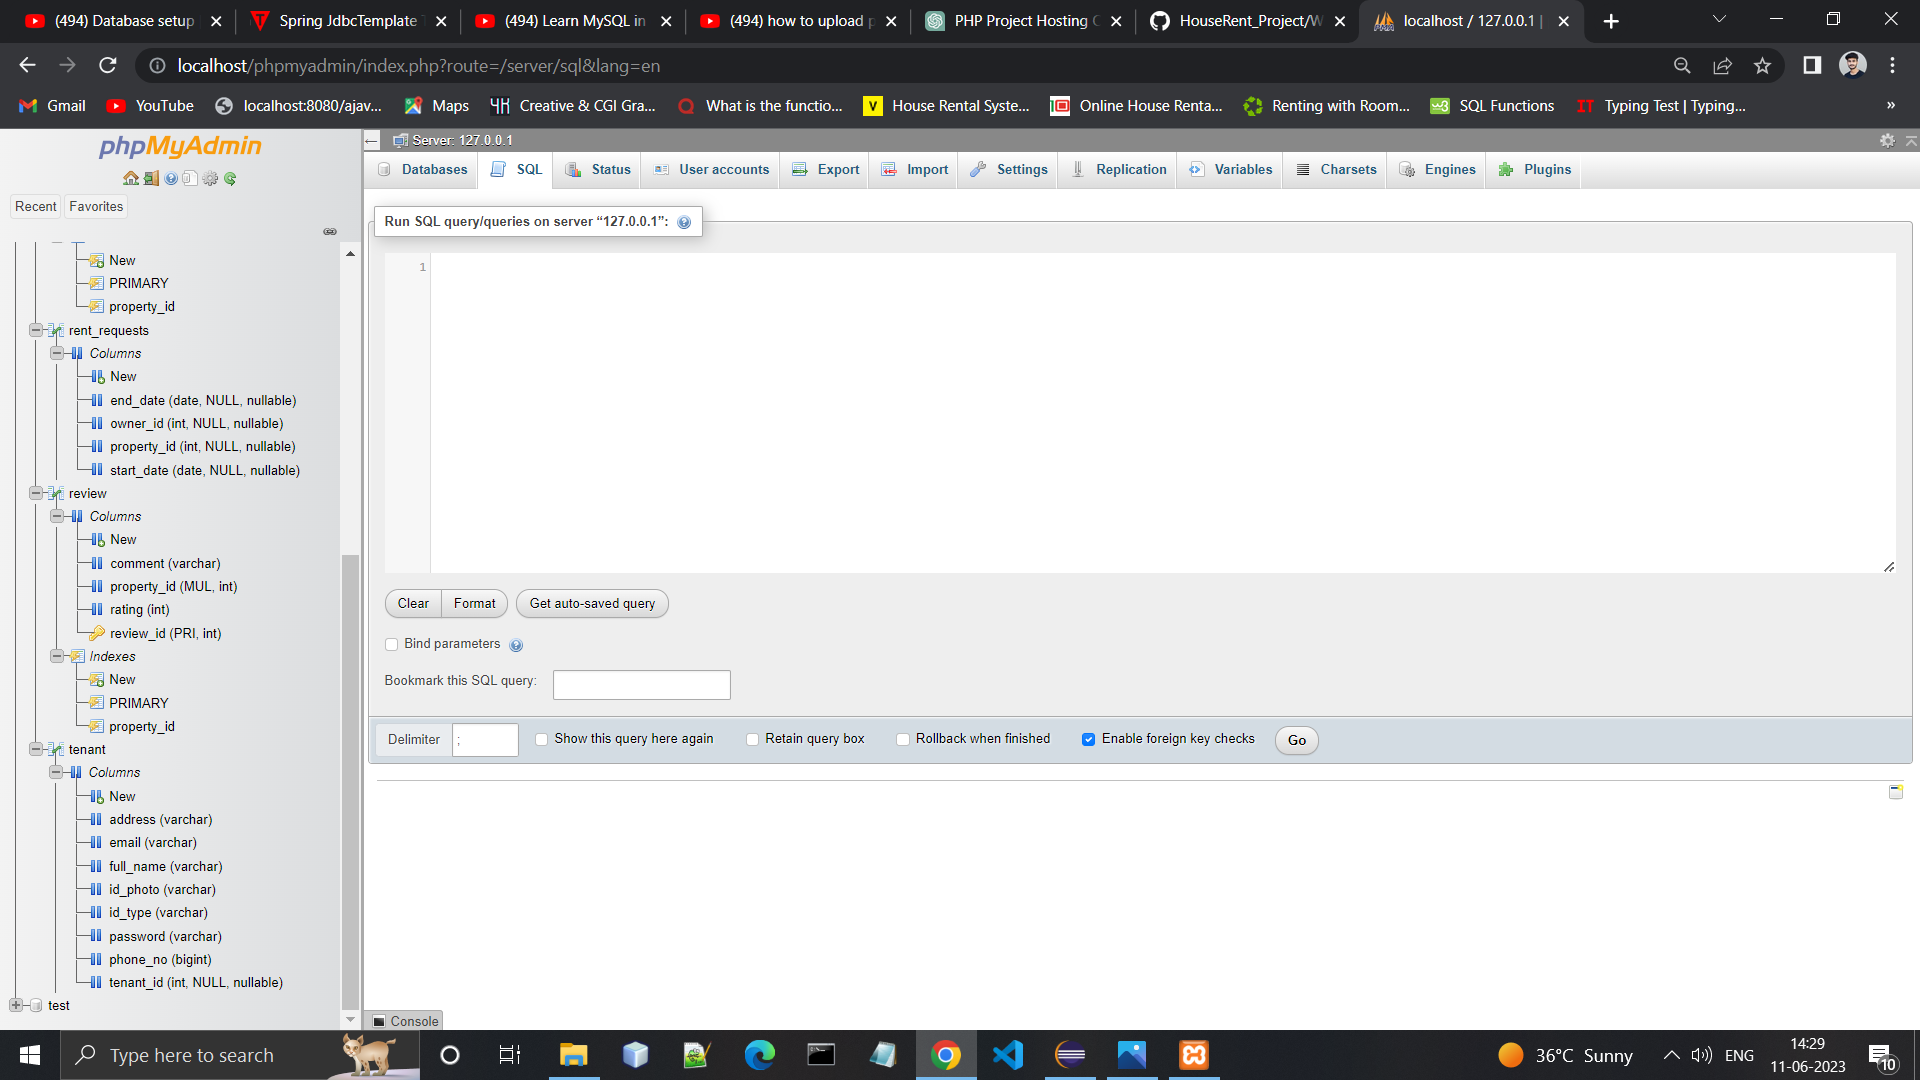 (494) Database setup
Spring JdbcTemplate T
(494) Learn MySQL in
(494) how to upload p
PHP Project Hosting C
HouseRent_Project/W
localhost / 127.0.0.1 |
localhost/phpmyadmin/index.php?route=/server/sql&lang=en
Gmail
YouTube
localhost:8080/ajav...
Maps
Creative & CGI Gra...
What is the functio...
House Rental Syste...
Online House Renta...
Renting with Room...
SQL Functions
Typing Test | Typing...
»
phpMyAdmin
Recent
Favorites
New
PRIMARY
property_id
rent_requests
Columns
New
end_date (date, NULL, nullable)
owner_id (int, NULL, nullable)
property_id (int, NULL, nullable)
start_date (date, NULL, nullable)
review
Columns
New
comment (varchar)
property_id (MUL, int)
rating (int)
review_id (PRI, int)
Indexes
New
PRIMARY
property_id
tenant
Columns
New
address (varchar)
email (varchar)
full_name (varchar)
id_photo (varchar)
id_type (varchar)
password (varchar)
phone_no (bigint)
tenant_id (int, NULL, nullable)
test
Server: 127.0.0.1
Databases
SQL
Status
User accounts
Export
Import
Settings
Replication
Variables
Charsets
Engines
Plugins
Run SQL query/queries on server “127.0.0.1”:
1
Clear
Format
Get auto-saved query
Bind parameters
Bookmark this SQL query:
Delimiter
;
Show this query here again
Retain query box
Rollback when finished
Enable foreign key checks
Go
Console
Type here to search
36°C Sunny
ENG
14:29
11-06-2023
10